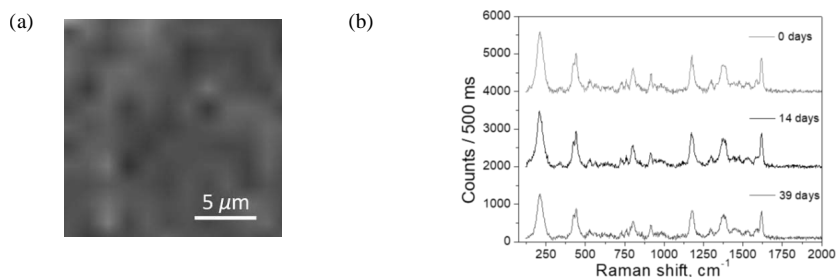 (a)
5 μm
(b)
Counts / 500 ms
6000
5000
4000
3000
2000
1000
0
0 days
14 days
39 days
250 500 750 1000 1250 1500 1750 2000
Raman shift, cm⁻¹